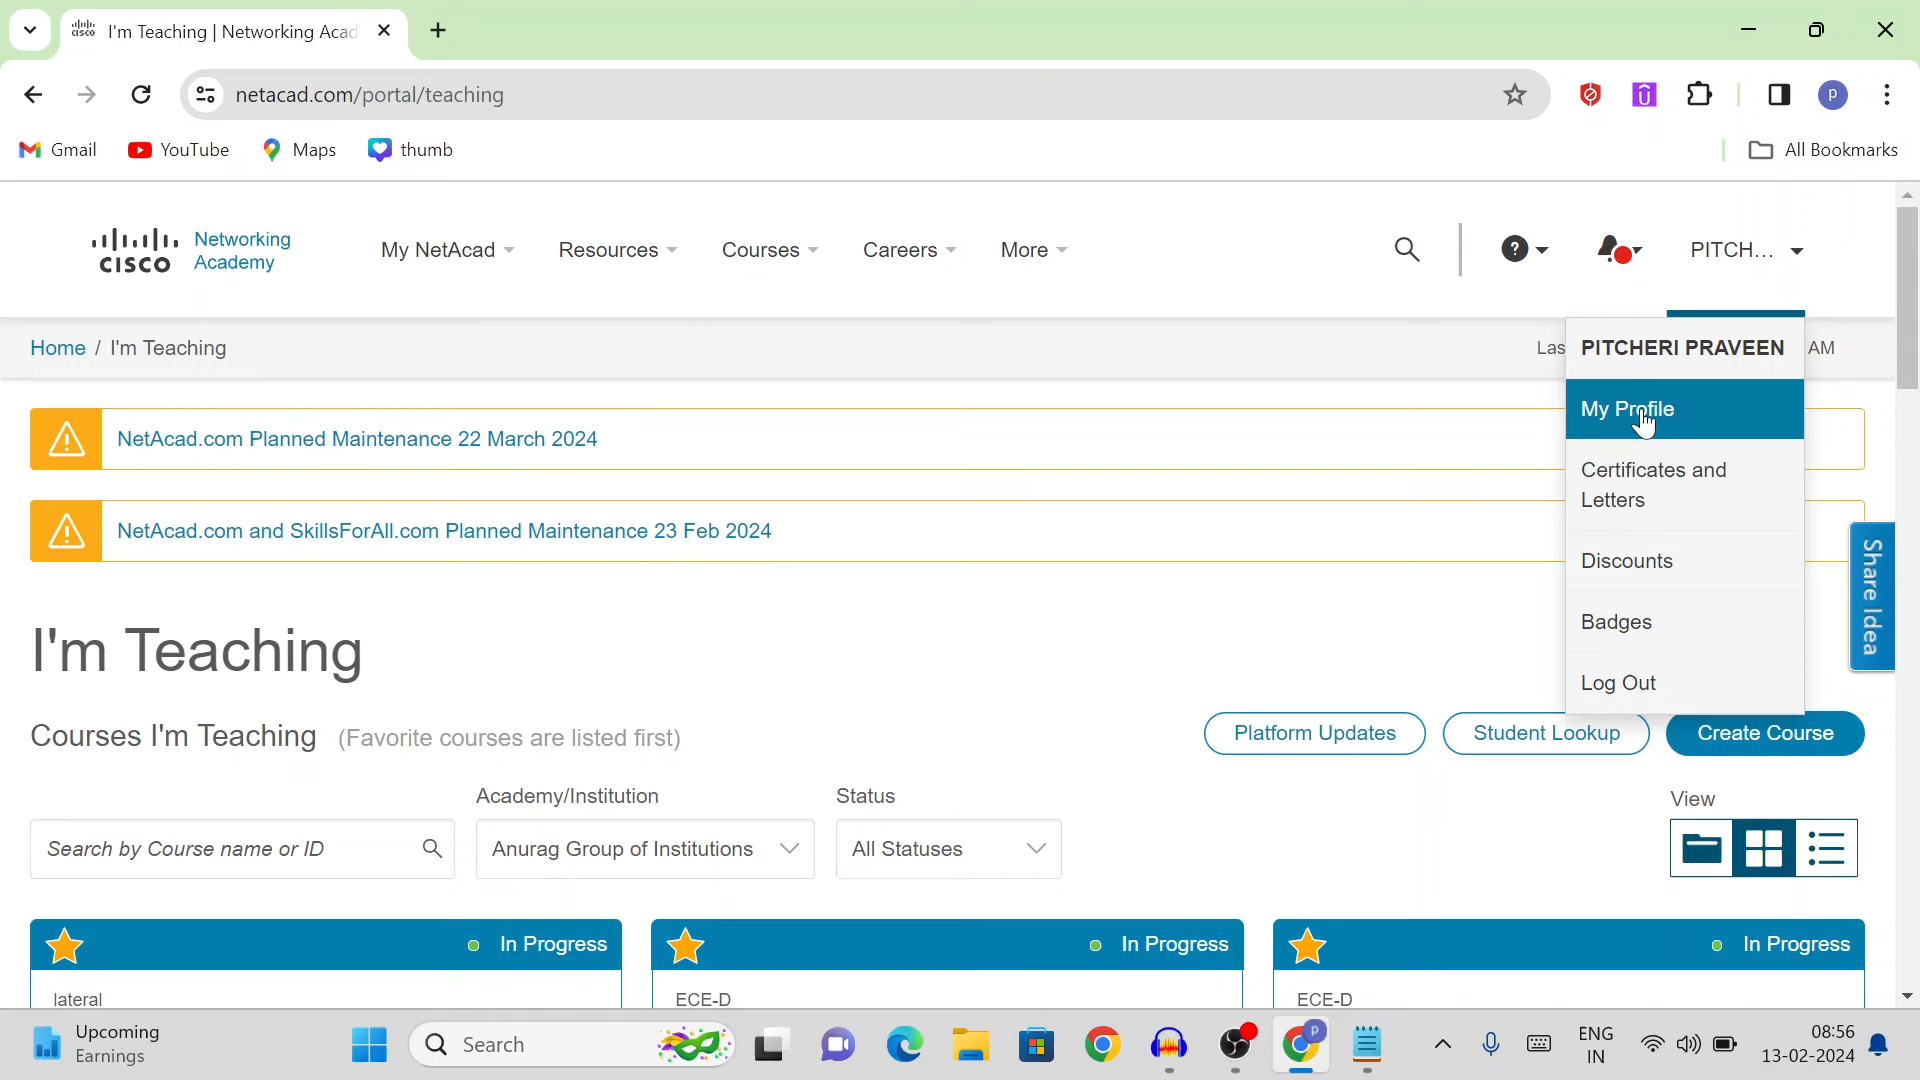 I'm Teaching | Networking Acad
netacad.com/portal/teaching
p
Gmail
YouTube
Maps
thumb
All Bookmarks
cisco
Networking
Academy
My NetAcad
Resources
Courses
Careers
More
PITCH...
Home / I'm Teaching
Las
AM
PITCHERI PRAVEEN
My Profile
Certificates and
Letters
Discounts
Badges
Log Out
NetAcad.com Planned Maintenance 22 March 2024
NetAcad.com and SkillsForAll.com Planned Maintenance 23 Feb 2024
Share Idea
I'm Teaching
Courses I'm Teaching (Favorite courses are listed first)
Platform Updates
Student Lookup
Create Course
Academy/Institution
Status
View
Search by Course name or ID
Anurag Group of Institutions
All Statuses
In Progress
In Progress
In Progress
lateral
ECE-D
ECE-D
Upcoming
Earnings
Search
ENG
IN
08:56
13-02-2024